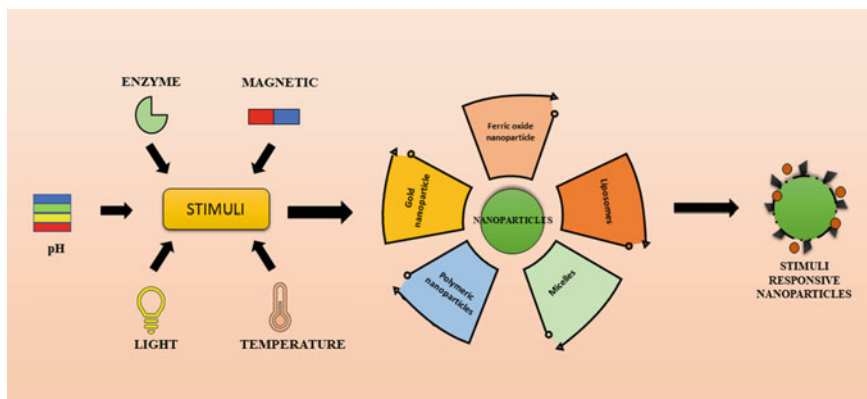 ENZYME
MAGNETIC
pH
STIMULI
LIGHT
TEMPERATURE
Ferric oxide
nanoparticle
Gold
nanoparticle
NANOPARTICLES
Liposomes
Polymeric
nanoparticles
Micelles
STIMULI
RESPONSIVE
NANOPARTICLES